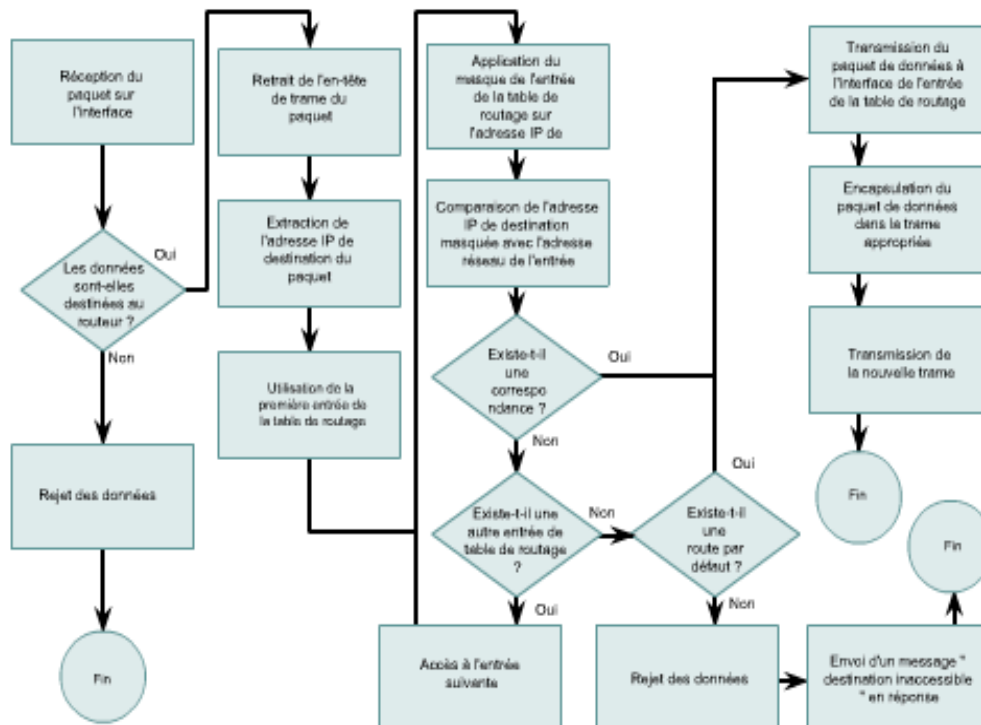 Réception du
paquet sur
l'interface
Les données
sont-elles
destinées au
routeur ?
Oui
Non
Rejet des données
Fin
Retrait de l'en-tête
de trame du
paquet
Extraction de
l'adresse IP de
destination du
paquet
Utilisation de la
première entrée de
la table de routage
Application du
masque de l'entrée
de la table de
routage sur
l'adresse IP de
Comparaison de l'adresse
IP de destination
masquée avec l'adresse
réseau de l'entrée
Existe-t-il
une
correspo
ndance ?
Oui
Non
Existe-t-il une
autre entrée de
table de routage
?
Non
Oui
Accès à l'entrée
suivante
Existe-t-il
une
route par
défaut ?
Oui
Non
Rejet des données
Envoi d'un message "
destination inaccessible
" en réponse
Fin
Transmission du
paquet de données à
l'interface de l'entrée
de la table de routage
Encapsulation du
paquet de données
dans la trame
appropriée
Transmission de
la nouvelle trame
Fin